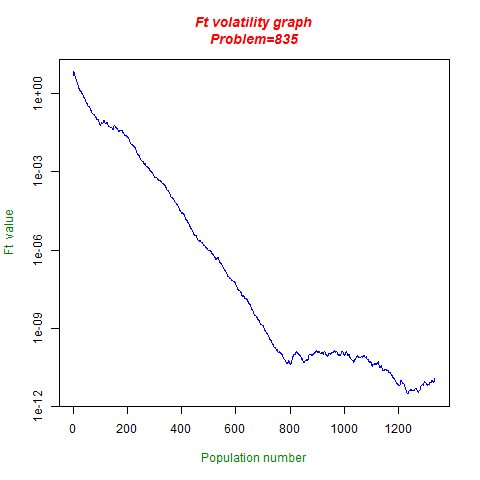 Ft volatility graph
Problem=835
1e+00
1e-03
1e-06
1e-09
1e-12
Ft value
0 200 400 600 800 1000 1200
Population number